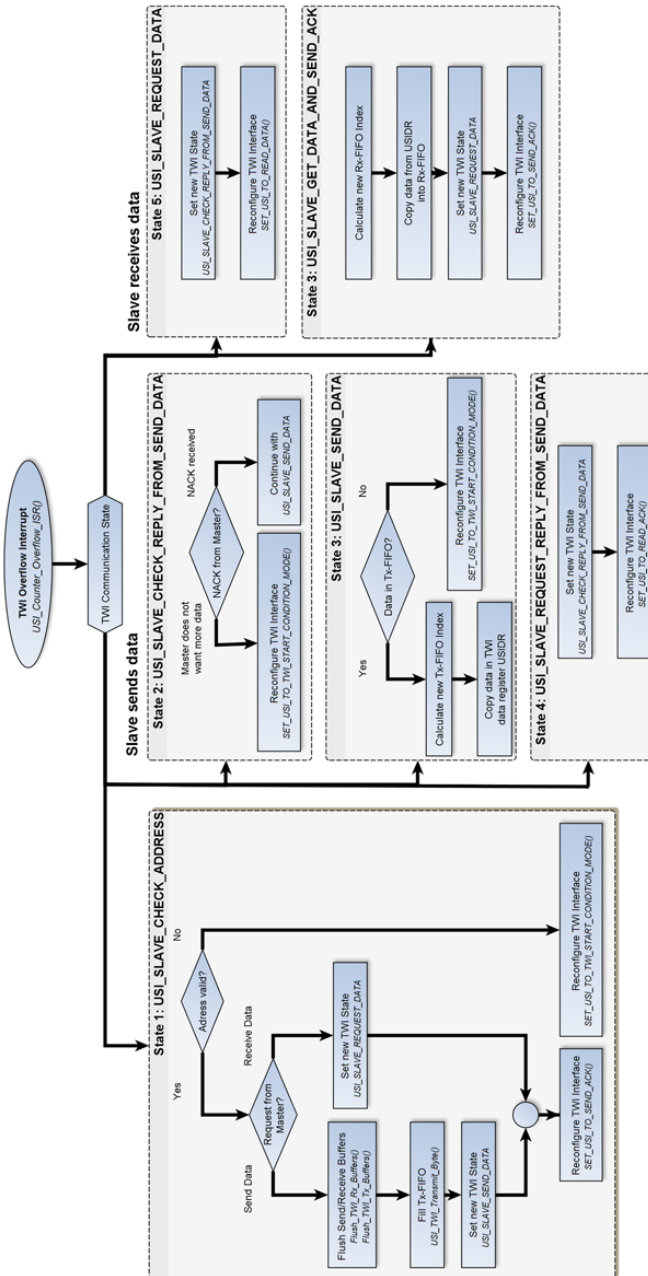 TWI Overflow Interrupt
USI_Counter_Overflow_ISR()
TWI Communication State
State 1: USI_SLAVE_CHECK_ADDRESS
Adress valid?
Yes
No
Request from
Master?
Send Data
Receive Data
Flush Send/Receive Buffers
Flush_TWI_Rx_Buffers()
Flush_TWI_Tx_Buffers()
Fill Tx-FIFO
USI_TWI_Transmit_Byte()
Set new TWI State
USI_SLAVE_SEND_DATA
Set new TWI State
USI_SLAVE_REQUEST_DATA
Reconfigure TWI Interface
SET_USI_TO_SEND_ACK()
Reconfigure TWI Interface
SET_USI_TO_TWI_START_CONDITION_MODE()
Slave sends data
State 2: USI_SLAVE_CHECK_REPLY_FROM_SEND_DATA
Master does not
want more data
NACK from Master?
NACK received
Reconfigure TWI Interface
SET_USI_TO_TWI_START_CONDITION_MODE()
Continue with
USI_SLAVE_SEND_DATA
State 3: USI_SLAVE_SEND_DATA
Yes
Data in Tx-FIFO?
No
Calculate new Tx-FIFO Index
Copy data in TWI
data register USIDR
Reconfigure TWI Interface
SET_USI_TO_TWI_START_CONDITION_MODE()
State 4: USI_SLAVE_REQUEST_REPLY_FROM_SEND_DATA
Set new TWI State
USI_SLAVE_CHECK_REPLY_FROM_SEND_DATA
Reconfigure TWI Interface
SET_USI_TO_READ_ACK()
Slave receives data
State 5: USI_SLAVE_REQUEST_DATA
Set new TWI State
USI_SLAVE_CHECK_REPLY_FROM_SEND_DATA
Reconfigure TWI Interface
SET_USI_TO_READ_DATA()
State 3: USI_SLAVE_GET_DATA_AND_SEND_ACK
Calculate new Rx-FIFO Index
Copy data from USIDR
into Rx-FIFO
Set new TWI State
USI_SLAVE_REQUEST_DATA
Reconfigure TWI Interface
SET_USI_TO_SEND_ACK()